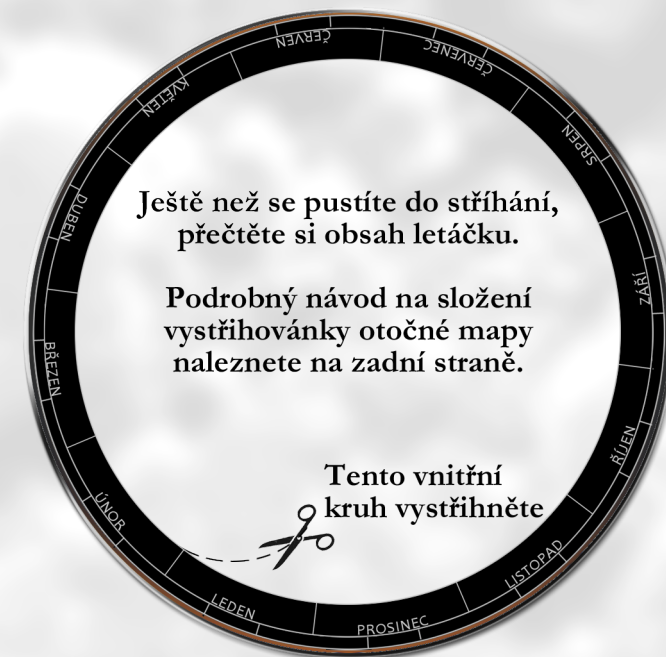 ČERVEN
ČERVENEC
KVĚTEN
SRPEN
DUBEN
ZÁŘÍ
Ještě než se pustíte do stříhání,
přečtěte si obsah letáčku.
Podrobný návod na složení
vystřihovánky otočné mapy
naleznete na zadní straně.
BŘEZEN
ŘÍJEN
Tento vnitřní
kruh vystřihněte
ÚNOR
LISTOPAD
LEDEN
PROSINEC